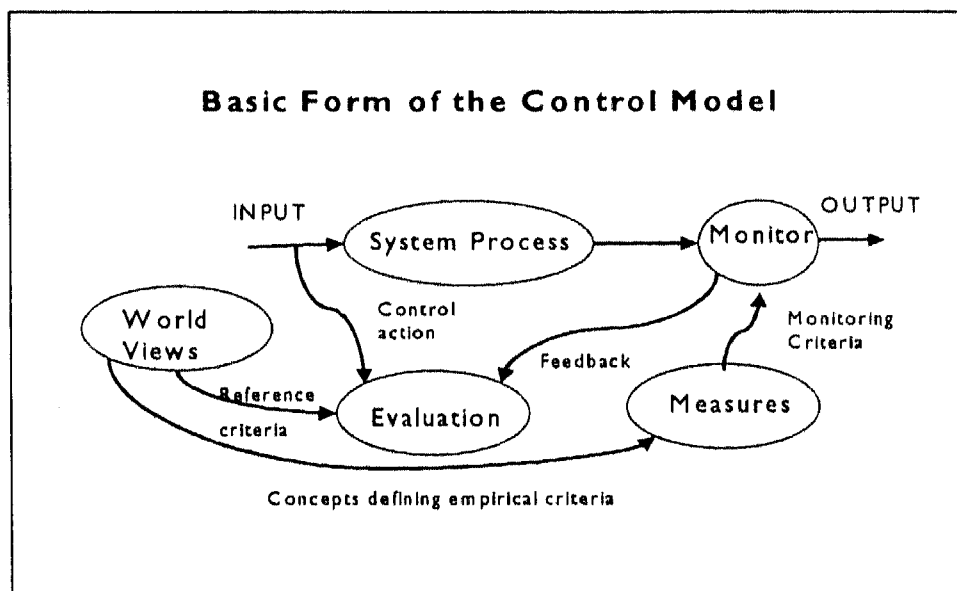 Basic Form of the Control Model
INPUT
System Process
Monitor
OUTPUT
World
Views
Control
action
Feedback
Monitoring
Criteria
Reference
criteria
Evaluation
Measures
Concepts defining empirical criteria